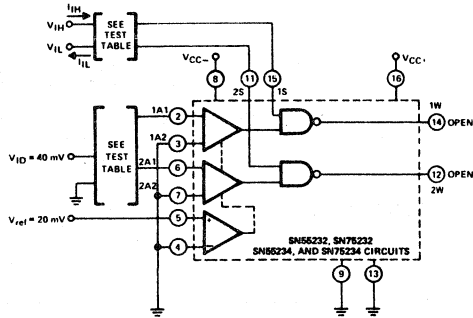 IIH
VIH
VIL
IIL
SEE
TEST
TABLE
VCC-
VCC+
8
11
15
16
2S
1S
1A1
2
1A2
3
2A1
6
2A2
7
5
4
SEE
TEST
TABLE
VID = 40 mV
Vref = 20 mV
+
−
1W
14 OPEN
12 OPEN
2W
SN55232, SN75232
SN55234, AND SN75234 CIRCUITS
9
13